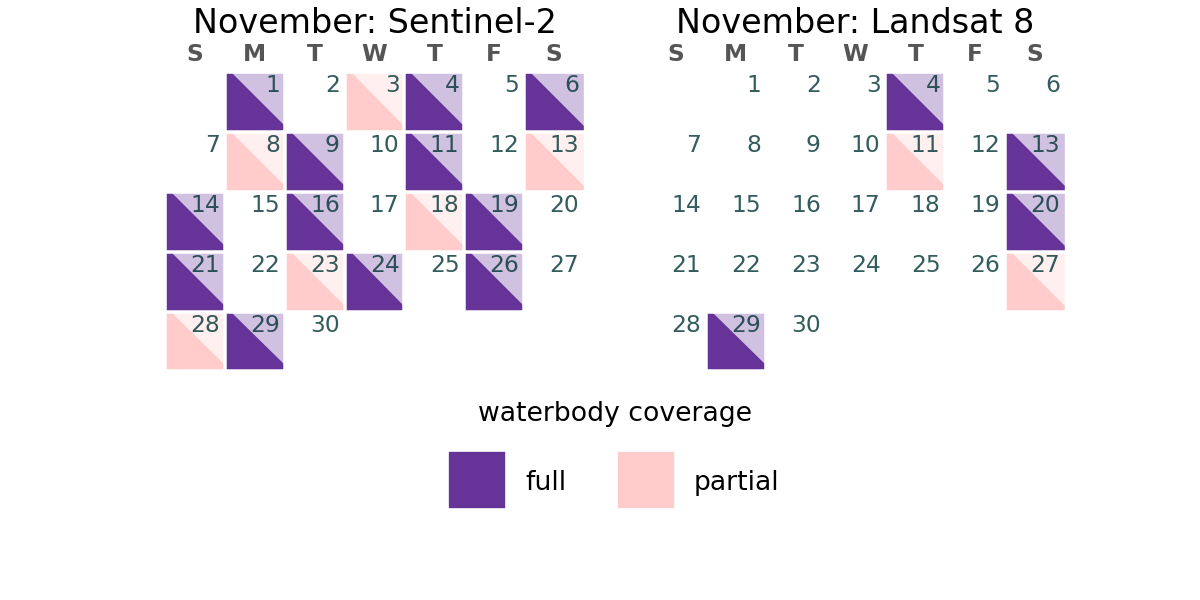 November: Sentinel-2
S M T W T F S
1 2 3 4 5 6
7 8 9 10 11 12 13
14 15 16 17 18 19 20
21 22 23 24 25 26 27
28 29 30
November: Landsat 8
S M T W T F S
1 2 3 4 5 6
7 8 9 10 11 12 13
14 15 16 17 18 19 20
21 22 23 24 25 26 27
28 29 30
waterbody coverage
full partial